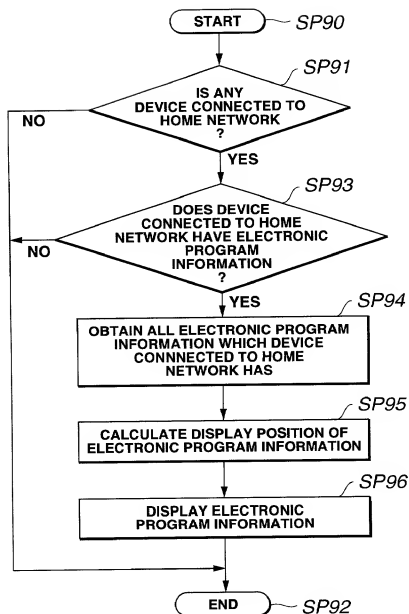 START
SP90
SP91
IS ANY
DEVICE CONNECTED TO
HOME NETWORK
?
NO
YES
SP93
DOES DEVICE
CONNECTED TO HOME
NETWORK HAVE ELECTRONIC
PROGRAM
INFORMATION
?
NO
YES
SP94
OBTAIN ALL ELECTRONIC PROGRAM
INFORMATION WHICH DEVICE
CONNNECTED TO HOME
NETWORK HAS
SP95
CALCULATE DISPLAY POSITION OF
ELECTRONIC PROGRAM INFORMATION
SP96
DISPLAY ELECTRONIC
PROGRAM INFORMATION
END
SP92